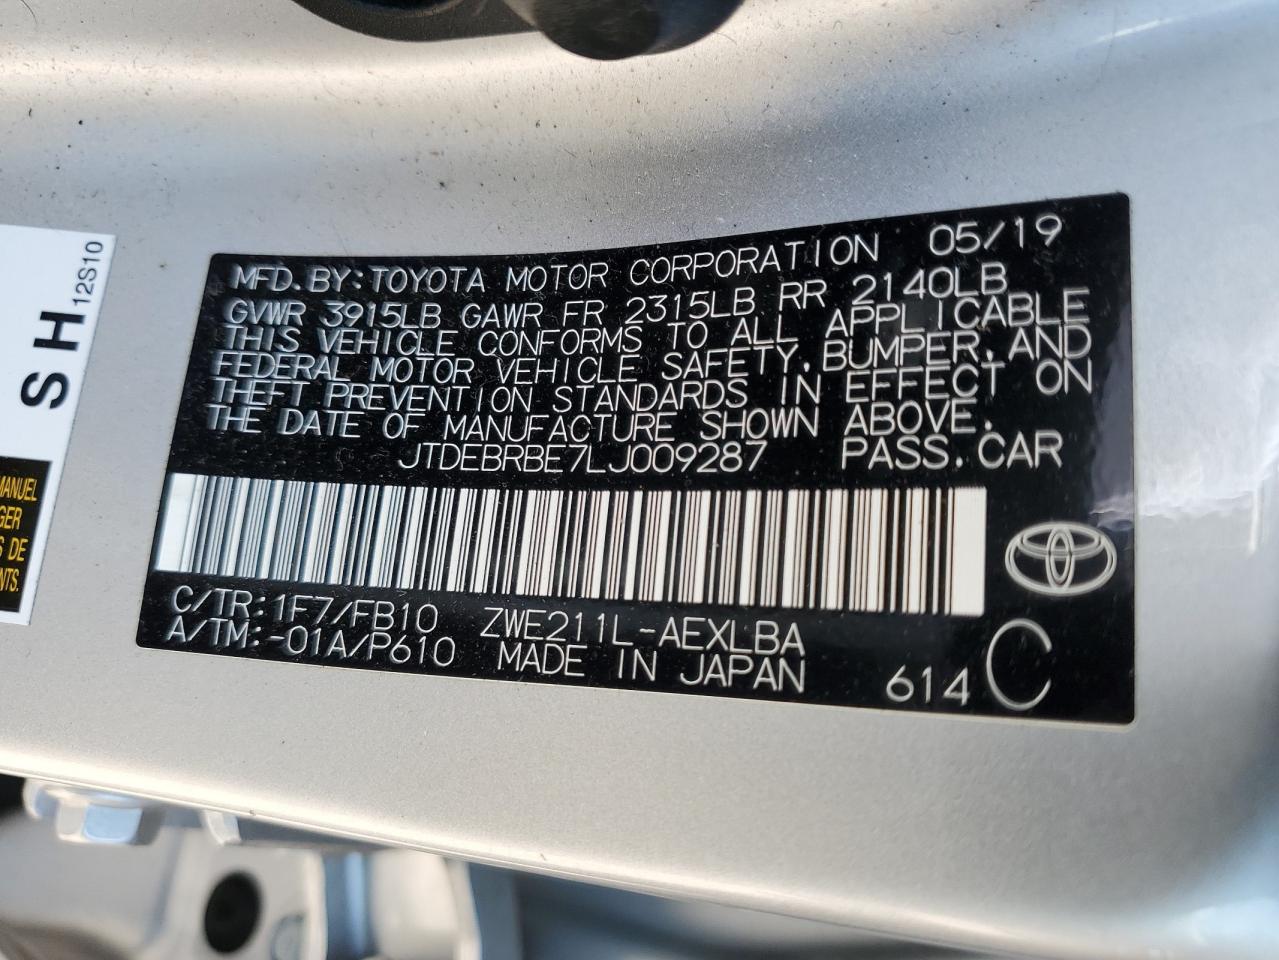 S H 12S10
MANUEL
GER
S DE
NTS.
MFD.BY:TOYOTA MOTOR CORPORATION 05/19
GVWR 3915LB GAWR FR 2315LB RR 2140LB
THIS VEHICLE CONFORMS TO ALL APPLICABLE
FEDERAL MOTOR VEHICLE SAFETY,BUMPER,AND
THEFT PREVENTION STANDARDS IN EFFECT ON
THE DATE OF MANUFACTURE SHOWN ABOVE.
JTDEBRBE7LJ009287 PASS.CAR
C/TR:1F7/FB10 ZWE211L-AEXLBA
A/TM:-01A/P610 MADE IN JAPAN 614 C